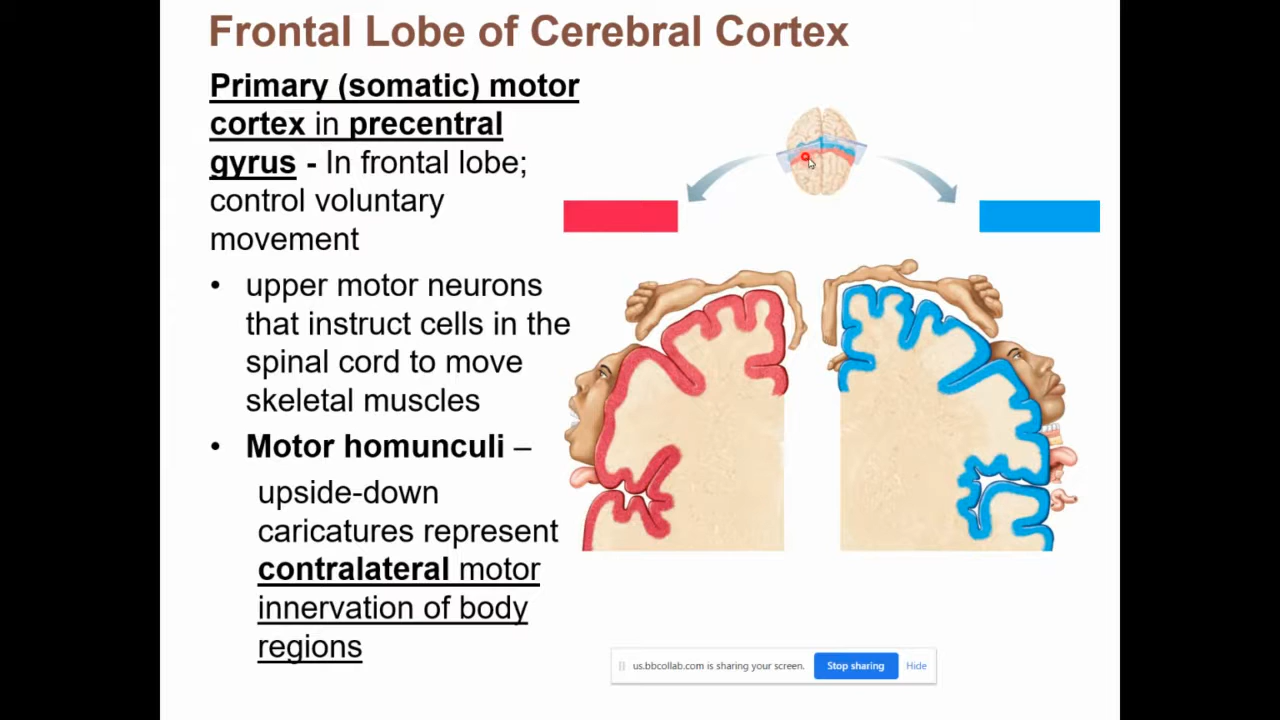 Frontal Lobe of Cerebral Cortex
Primary (somatic) motor
cortex in precentral
gyrus - In frontal lobe;
control voluntary
movement
• upper motor neurons
that instruct cells in the
spinal cord to move
skeletal muscles
• Motor homunculi –
upside-down
caricatures represent
contralateral motor
innervation of body
regions
us.bbcollab.com is sharing your screen. Stop sharing Hide